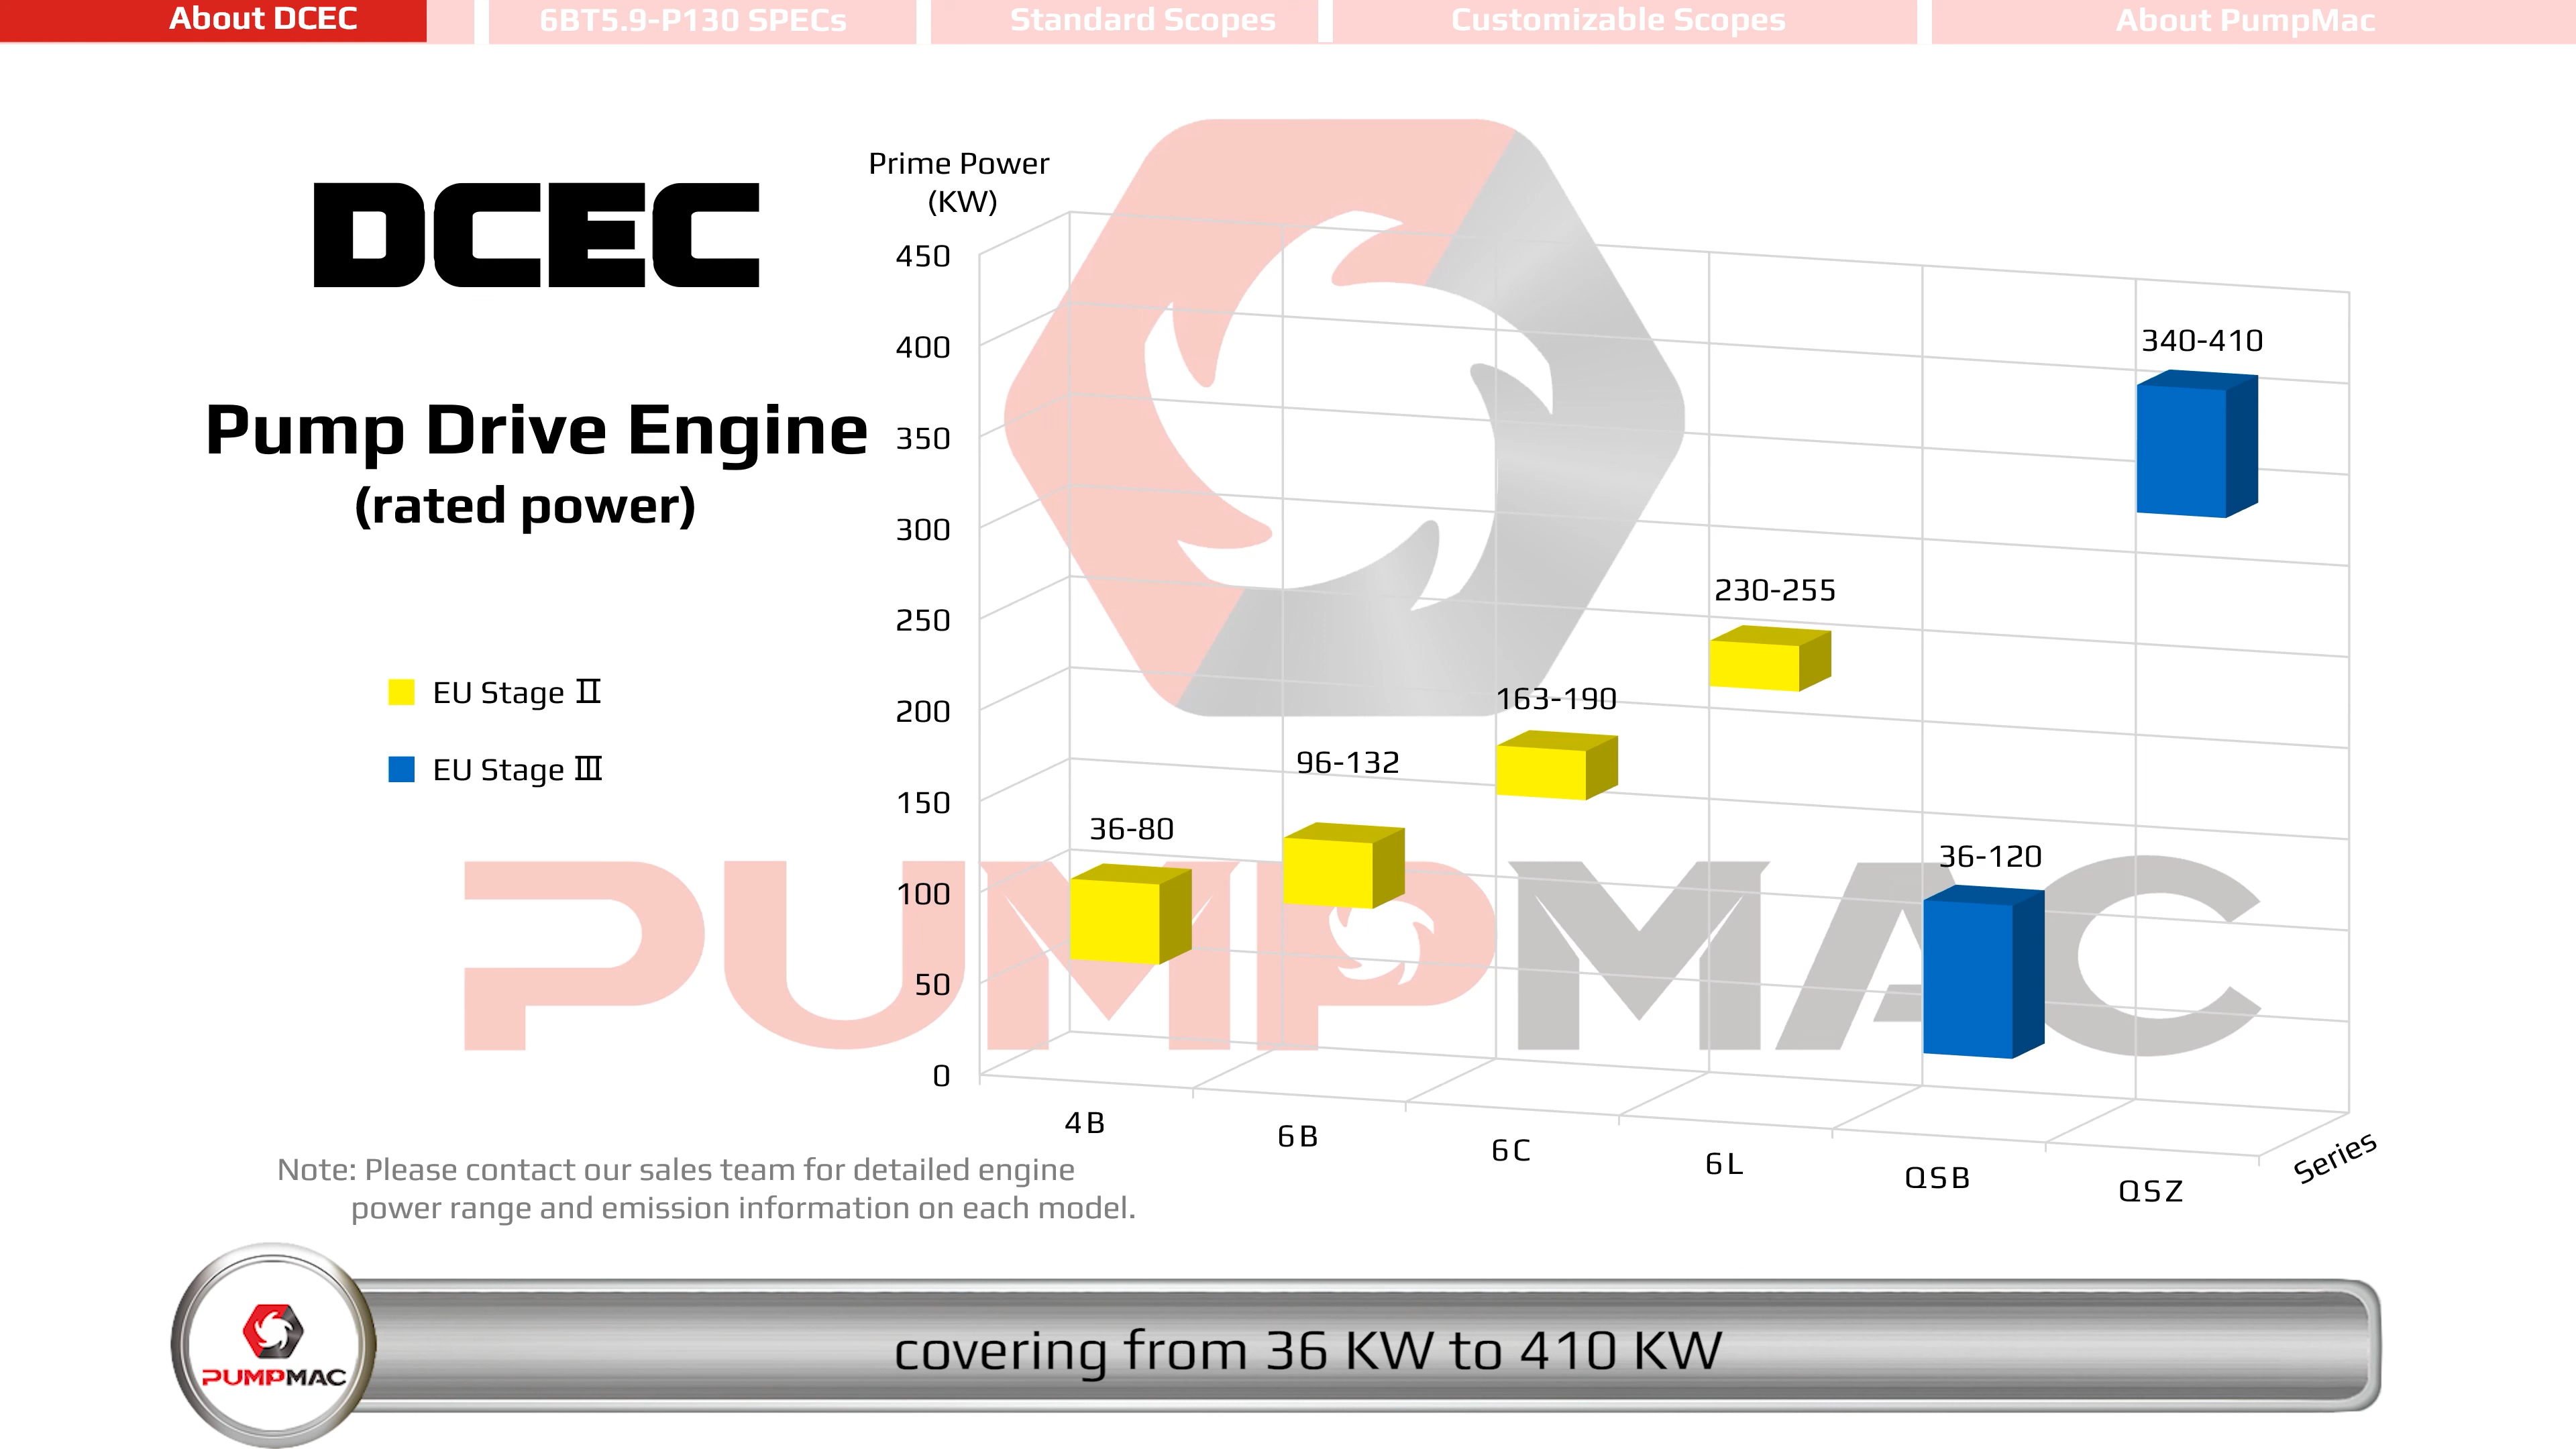 About DCEC
6BT5.9-P130 SPECs
Standard Scopes
Customizable Scopes
About PumpMac
DCEC
Pump Drive Engine
(rated power)
EU Stage Ⅱ
EU Stage Ⅲ
Prime Power
(KW)
450
400
350
300
250
200
150
100
50
0
36-80
96-132
163-190
230-255
36-120
340-410
4B
6B
6C
6L
QSB
QSZ
Series
PUMPMAC
Note: Please contact our sales team for detailed engine
power range and emission information on each model.
PUMPMAC
covering from 36 KW to 410 KW